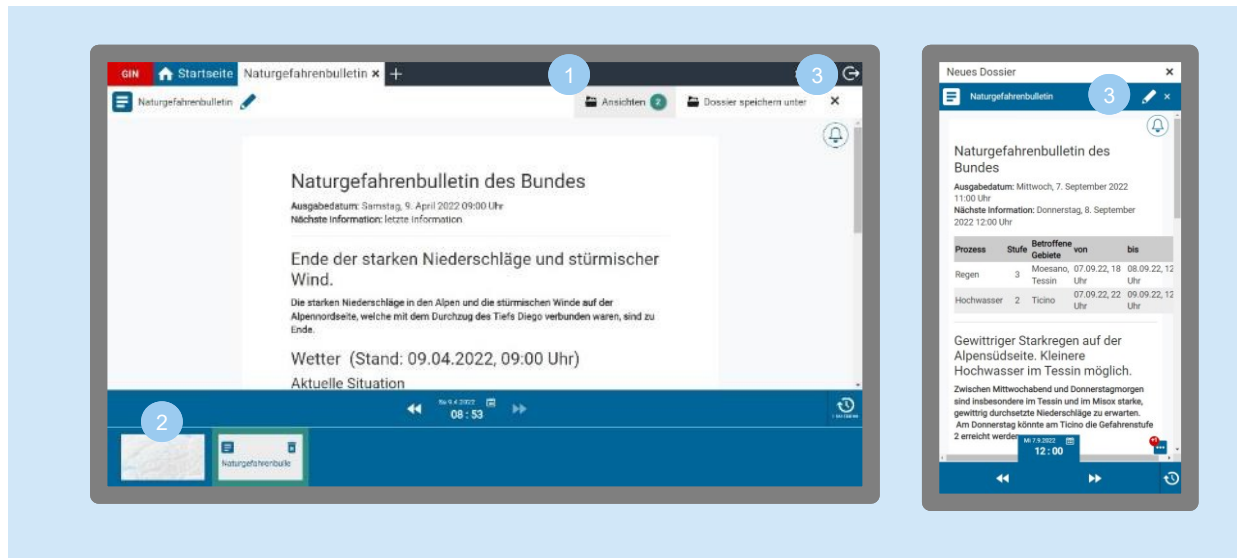 GIN Startseite Naturgefahrenbulletin × +
1
3
Naturgefahrenbulletin
Ansichten 2 Dossier speichern unter ×
Naturgefahrenbulletin des Bundes
Ausgabedatum: Samstag, 9. April 2022 09:00 Uhr
Nächste Information: letzte Information
Ende der starken Niederschläge und stürmischer
Wind.
Die starken Niederschläge in den Alpen und die stürmischen Winde auf der
Alpennordseite, welche mit dem Durchzug des Tiefs Diego verbunden waren, sind zu
Ende.
Wetter (Stand: 09.04.2022, 09:00 Uhr)
Aktuelle Situation
08 : 53
2
Naturgefahrenbulle
Neues Dossier ×
Naturgefahrenbulletin 3 ×
Naturgefahrenbulletin des
Bundes
Ausgabedatum: Mittwoch, 7. September 2022
11:00 Uhr
Nächste Information: Donnerstag, 8. September
2022 12:00 Uhr
Prozess Stufe Betroffene Gebiete von bis
Regen 3 Moesano, Tessin 07.09.22, 18 Uhr 08.09.22, 12 Uhr
Hochwasser 2 Ticino 07.09.22, 22 Uhr 09.09.22, 12 Uhr
Gewittriger Starkregen auf der
Alpensüdseite. Kleinere
Hochwasser im Tessin möglich.
Zwischen Mittwochabend und Donnerstagmorgen
sind insbesondere im Tessin und im Misox starke,
gewittrig durchsetzte Niederschläge zu erwarten.
Am Donnerstag könnte am Ticino die Gefahrenstufe
2 erreicht werden
Mi 7.9.2022
12 : 00